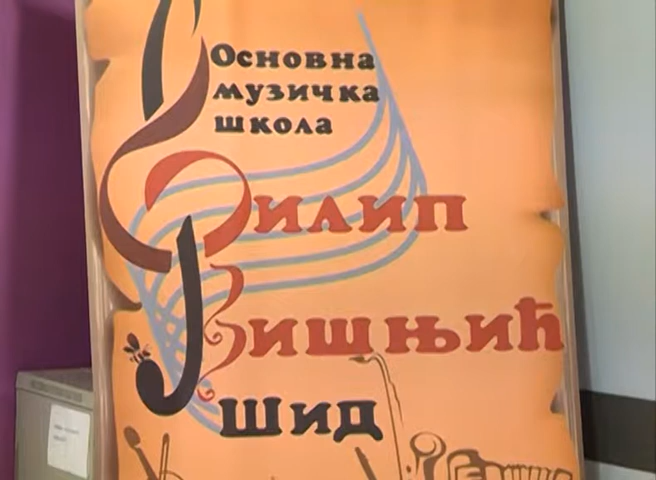 Основна
музичка
школа
Филип
Вишњић
Шид